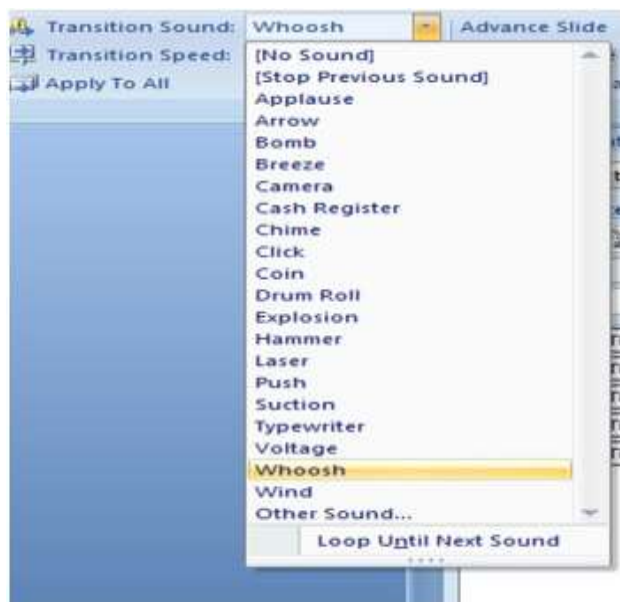 Transition Sound: Whoosh Advance Slide
Transition Speed:
Apply To All
[No Sound]
[Stop Previous Sound]
Applause
Arrow
Bomb
Breeze
Camera
Cash Register
Chime
Click
Coin
Drum Roll
Explosion
Hammer
Laser
Push
Suction
Typewriter
Voltage
Whoosh
Wind
Other Sound...
Loop Until Next Sound